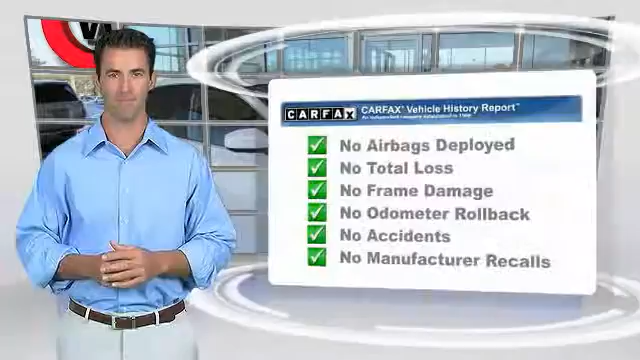 CARFAX CARFAX Vehicle History Report™
No Airbags Deployed
No Total Loss
No Frame Damage
No Odometer Rollback
No Accidents
No Manufacturer Recalls